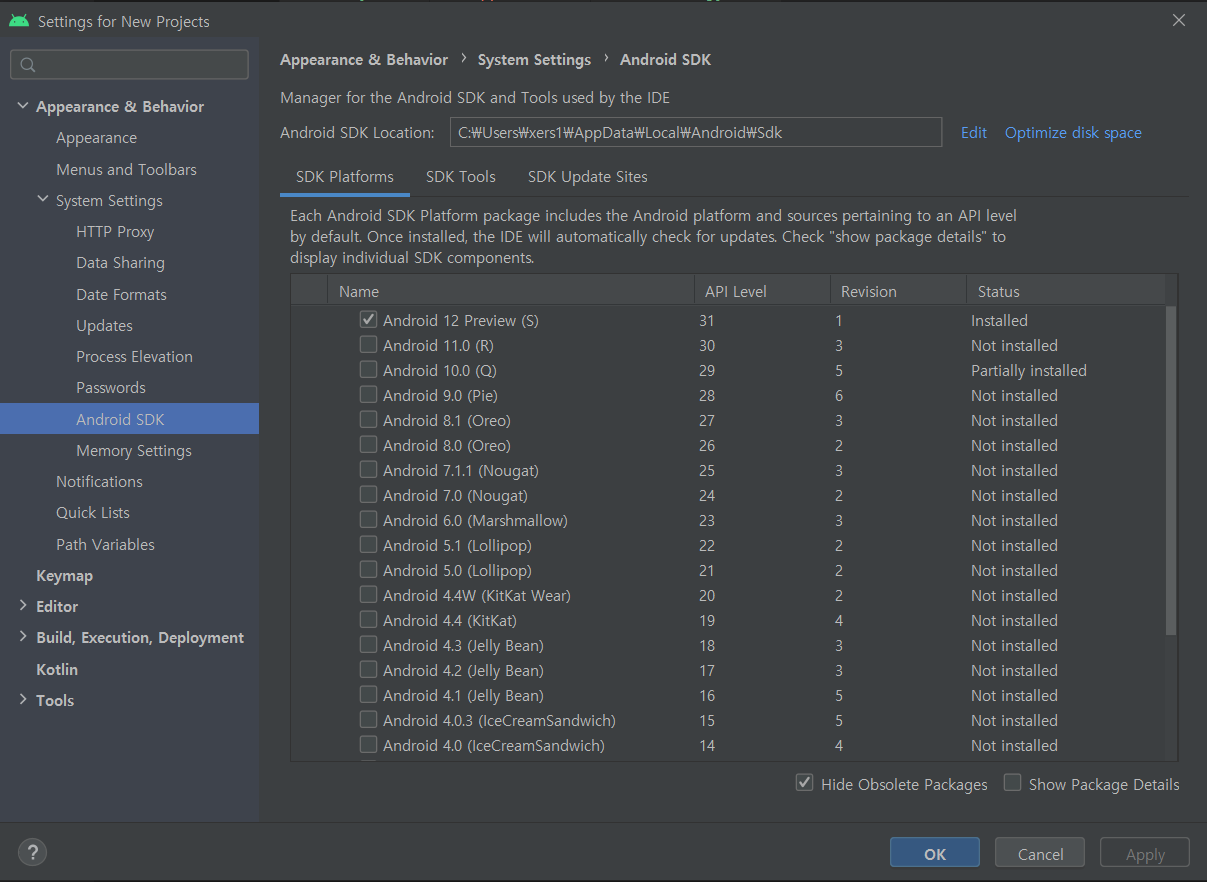 Settings for New Projects
Appearance & Behavior
Appearance
Menus and Toolbars
System Settings
HTTP Proxy
Data Sharing
Date Formats
Updates
Process Elevation
Passwords
Android SDK
Memory Settings
Notifications
Quick Lists
Path Variables
Keymap
Editor
Build, Execution, Deployment
Kotlin
Tools
Appearance & Behavior › System Settings › Android SDK
Manager for the Android SDK and Tools used by the IDE
Android SDK Location: C:₩Users₩xers1₩AppData₩Local₩Android₩Sdk Edit Optimize disk space
SDK Platforms SDK Tools SDK Update Sites
Each Android SDK Platform package includes the Android platform and sources pertaining to an API level
by default. Once installed, the IDE will automatically check for updates. Check "show package details" to
display individual SDK components.
Name API Level Revision Status
Android 12 Preview (S) 31 1 Installed
Android 11.0 (R) 30 3 Not installed
Android 10.0 (Q) 29 5 Partially installed
Android 9.0 (Pie) 28 6 Not installed
Android 8.1 (Oreo) 27 3 Not installed
Android 8.0 (Oreo) 26 2 Not installed
Android 7.1.1 (Nougat) 25 3 Not installed
Android 7.0 (Nougat) 24 2 Not installed
Android 6.0 (Marshmallow) 23 3 Not installed
Android 5.1 (Lollipop) 22 2 Not installed
Android 5.0 (Lollipop) 21 2 Not installed
Android 4.4W (KitKat Wear) 20 2 Not installed
Android 4.4 (KitKat) 19 4 Not installed
Android 4.3 (Jelly Bean) 18 3 Not installed
Android 4.2 (Jelly Bean) 17 3 Not installed
Android 4.1 (Jelly Bean) 16 5 Not installed
Android 4.0.3 (IceCreamSandwich) 15 5 Not installed
Android 4.0 (IceCreamSandwich) 14 4 Not installed
Hide Obsolete Packages Show Package Details
? OK Cancel Apply